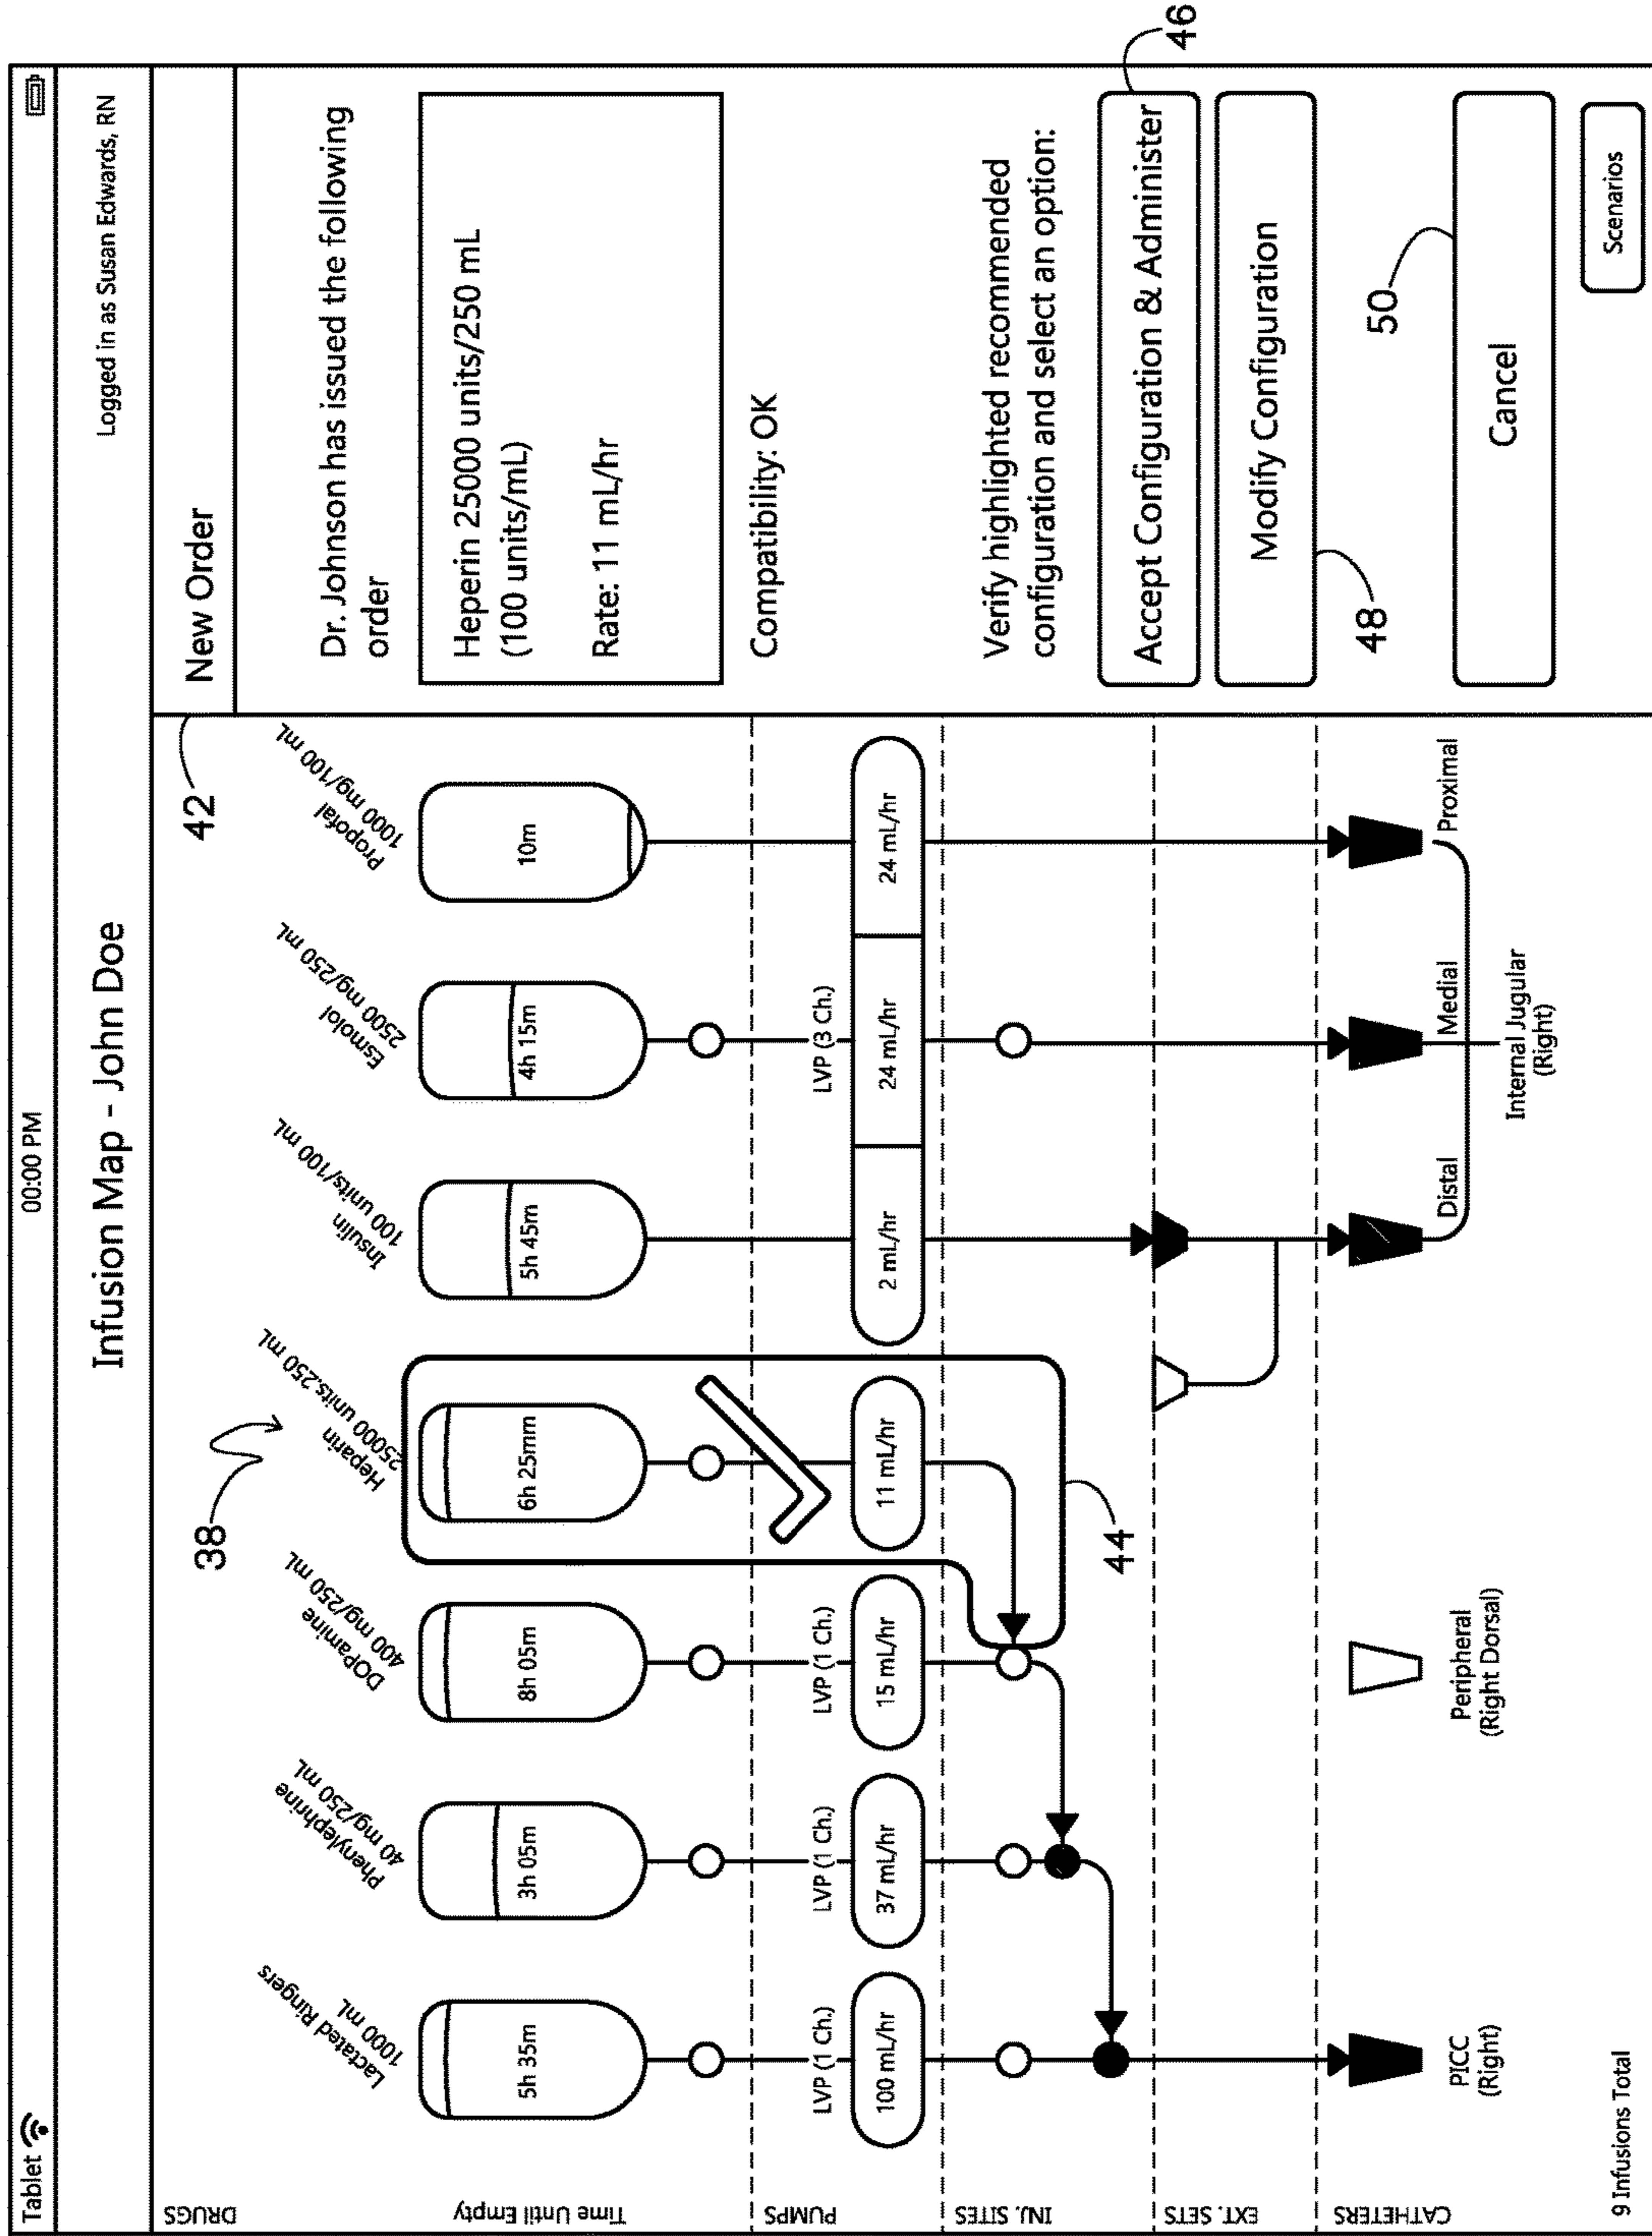 Tablet
00:00 PM
Infusion Map - John Doe
Logged in as Susan Edwards, RN
DRUGS
38
42
New Order
Lactated Ringers
1000 mL
Phenylephrine
40 mg/250 mL
DOPamine
400 mg/250 mL
Heparin
25000 units.250 mL
Insulin
100 units/100 mL
Esmolol
2500 mg/250 mL
Propofal
1000 mg/100 mL
Time Until Empty
5h 35m
3h 05m
8h 05m
6h 25mm
5h 45m
4h 15m
10m
PUMPS
LVP (1 Ch.)
LVP (1 Ch.)
LVP (1 Ch.)
LVP (3 Ch.)
100 mL/hr
37 mL/hr
15 mL/hr
11 mL/hr
2 mL/hr
24 mL/hr
24 mL/hr
INJ. SITES
44
EXT. SETS
CATHETERS
PICC
(Right)
Peripheral
(Right Dorsal)
Distal
Medial
Proximal
Internal Jugular
(Right)
9 Infusions Total
Dr. Johnson has issued the following
order
Heperin 25000 units/250 mL
(100 units/mL)
Rate: 11 mL/hr
Compatibility: OK
Verify highlighted recommended
configuration and select an option:
Accept Configuration & Administer
46
Modify Configuration
48
50
Cancel
Scenarios